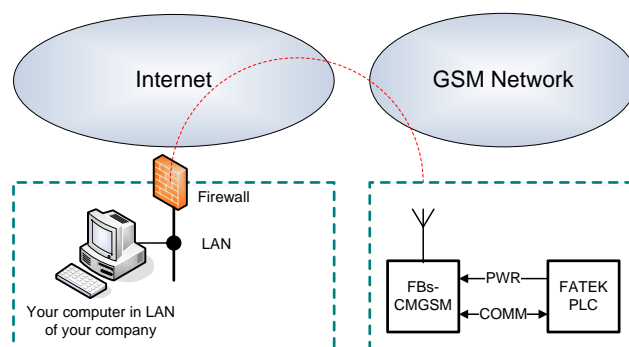 Internet
GSM Network
Firewall
LAN
Your computer in LAN
of your company
FBs-
CMGSM
PWR
COMM
FATEK
PLC